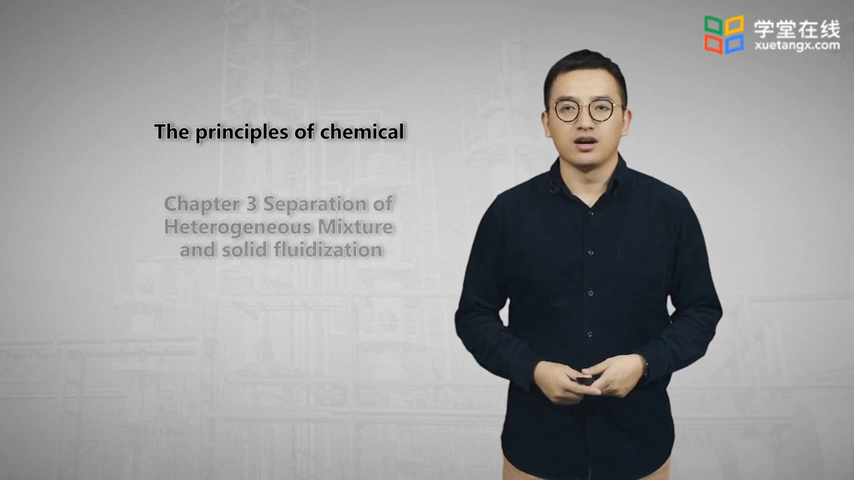 学堂在线
xuetangx.com
The principles of chemical
Chapter 3 Separation of
Heterogeneous Mixture
and solid fluidization